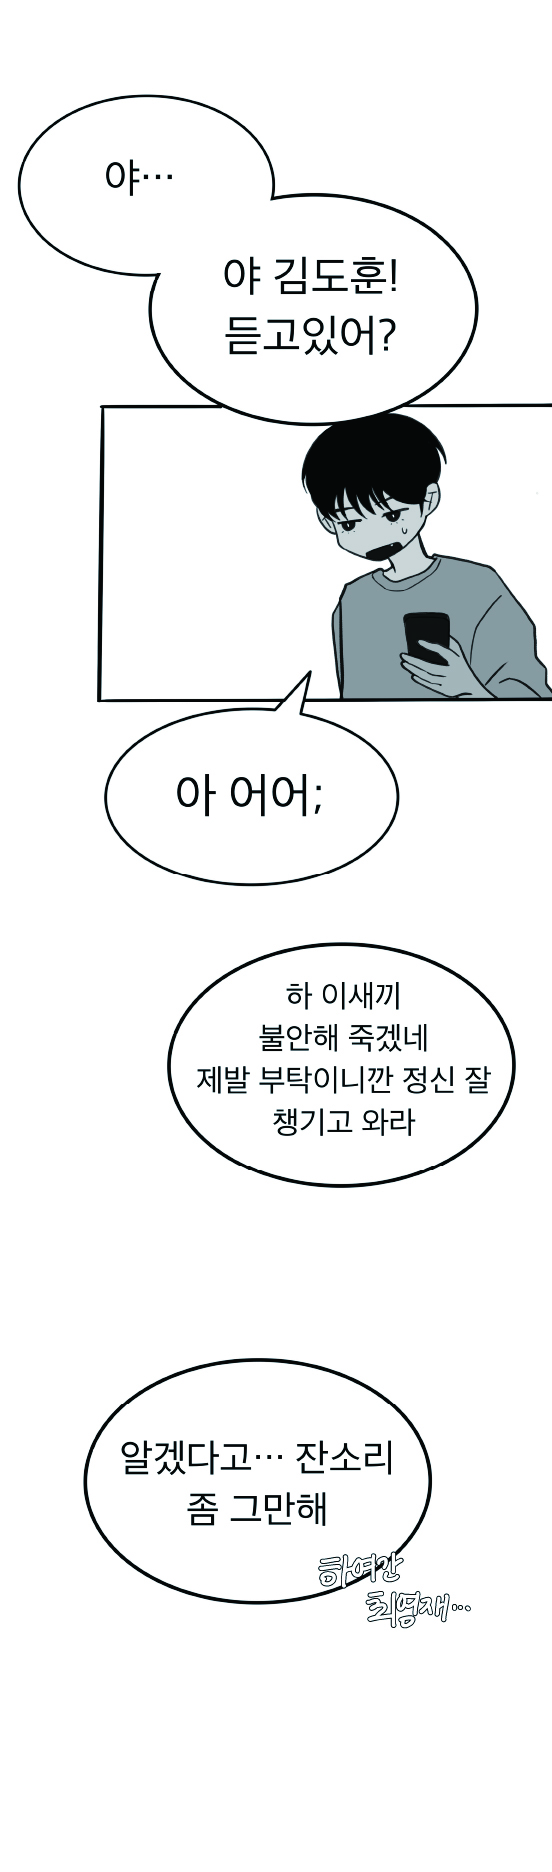 야…
야 김도훈!
듣고있어?
아 어어;
하 이새끼
불안해 죽겠네
제발 부탁이니깐 정신 잘
챙기고 와라
알겠다고… 잔소리
좀 그만해
하여간
최영재…